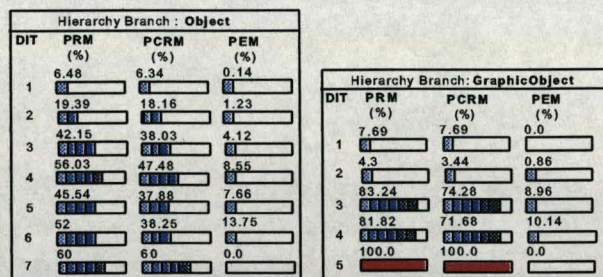 Hierarchy Branch : Object
DIT PRM PCRM PEM
(%) (%) (%)
1 6.48 6.34 0.14
2 19.39 18.16 1.23
3 42.15 38.03 4.12
4 56.03 47.48 8.55
5 45.54 37.88 7.66
6 52 38.25 13.75
7 60 60 0.0
Hierarchy Branch: GraphicObject
DIT PRM PCRM PEM
(%) (%) (%)
1 7.69 7.69 0.0
2 4.3 3.44 0.86
3 83.24 74.28 8.96
4 81.82 71.68 10.14
5 100.0 100.0 0.0